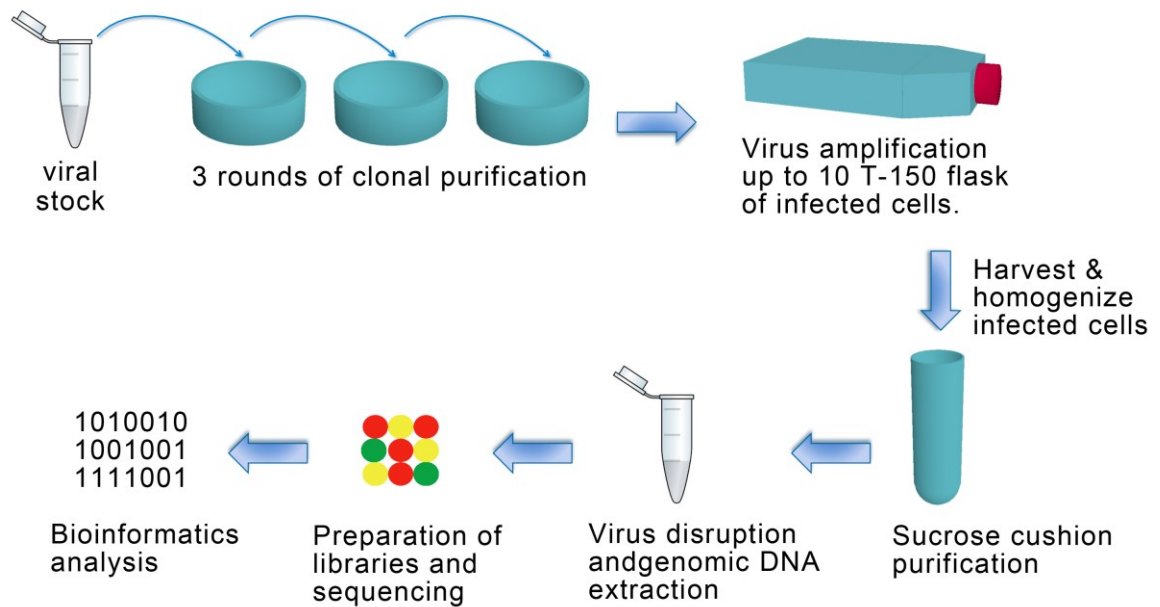 viral
stock
3 rounds of clonal purification
Virus amplification
up to 10 T-150 flask
of infected cells.
Harvest &
homogenize
infected cells
Sucrose cushion
purification
Virus disruption
andgenomic DNA
extraction
Preparation of
libraries and
sequencing
1010010
1001001
1111001
Bioinformatics
analysis